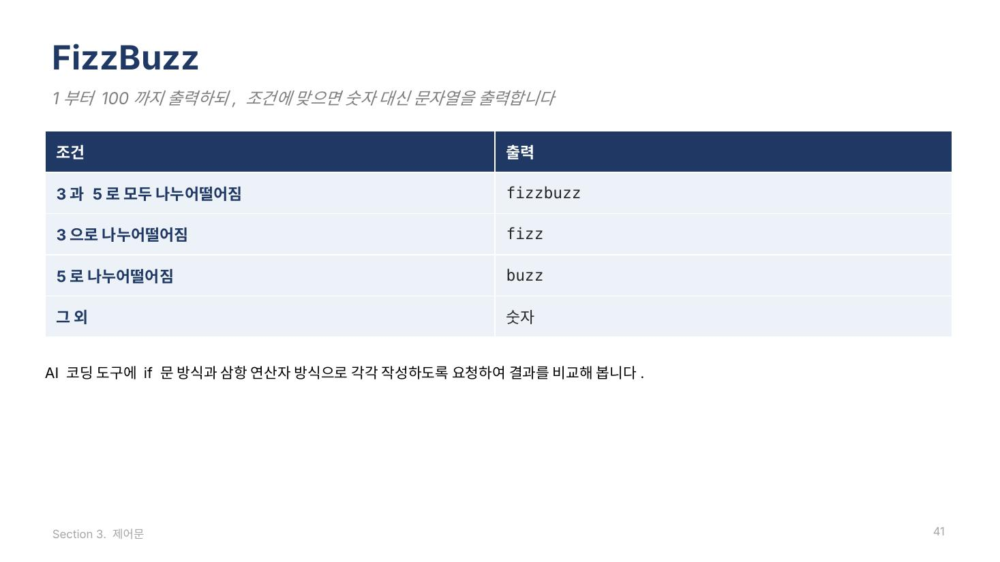 FizzBuzz
1 부터 100 까지 출력하되, 조건에 맞으면 숫자 대신 문자열을 출력합니다
조건 출력
3 과 5 로 모두 나누어떨어짐 fizzbuzz
3 으로 나누어떨어짐 fizz
5 로 나누어떨어짐 buzz
그 외 숫자
AI 코딩 도구에 if 문 방식과 삼항 연산자 방식으로 각각 작성하도록 요청하여 결과를 비교해 봅니다 .
Section 3. 제어문 41